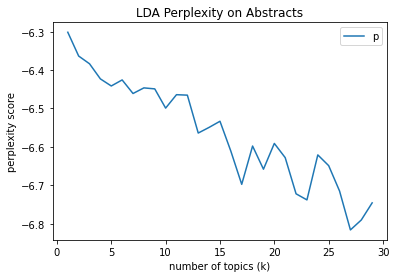 LDA Perplexity on Abstracts
p
−6.3
−6.4
−6.5
−6.6
−6.7
−6.8
perplexity score
0 5 10 15 20 25 30
number of topics (k)